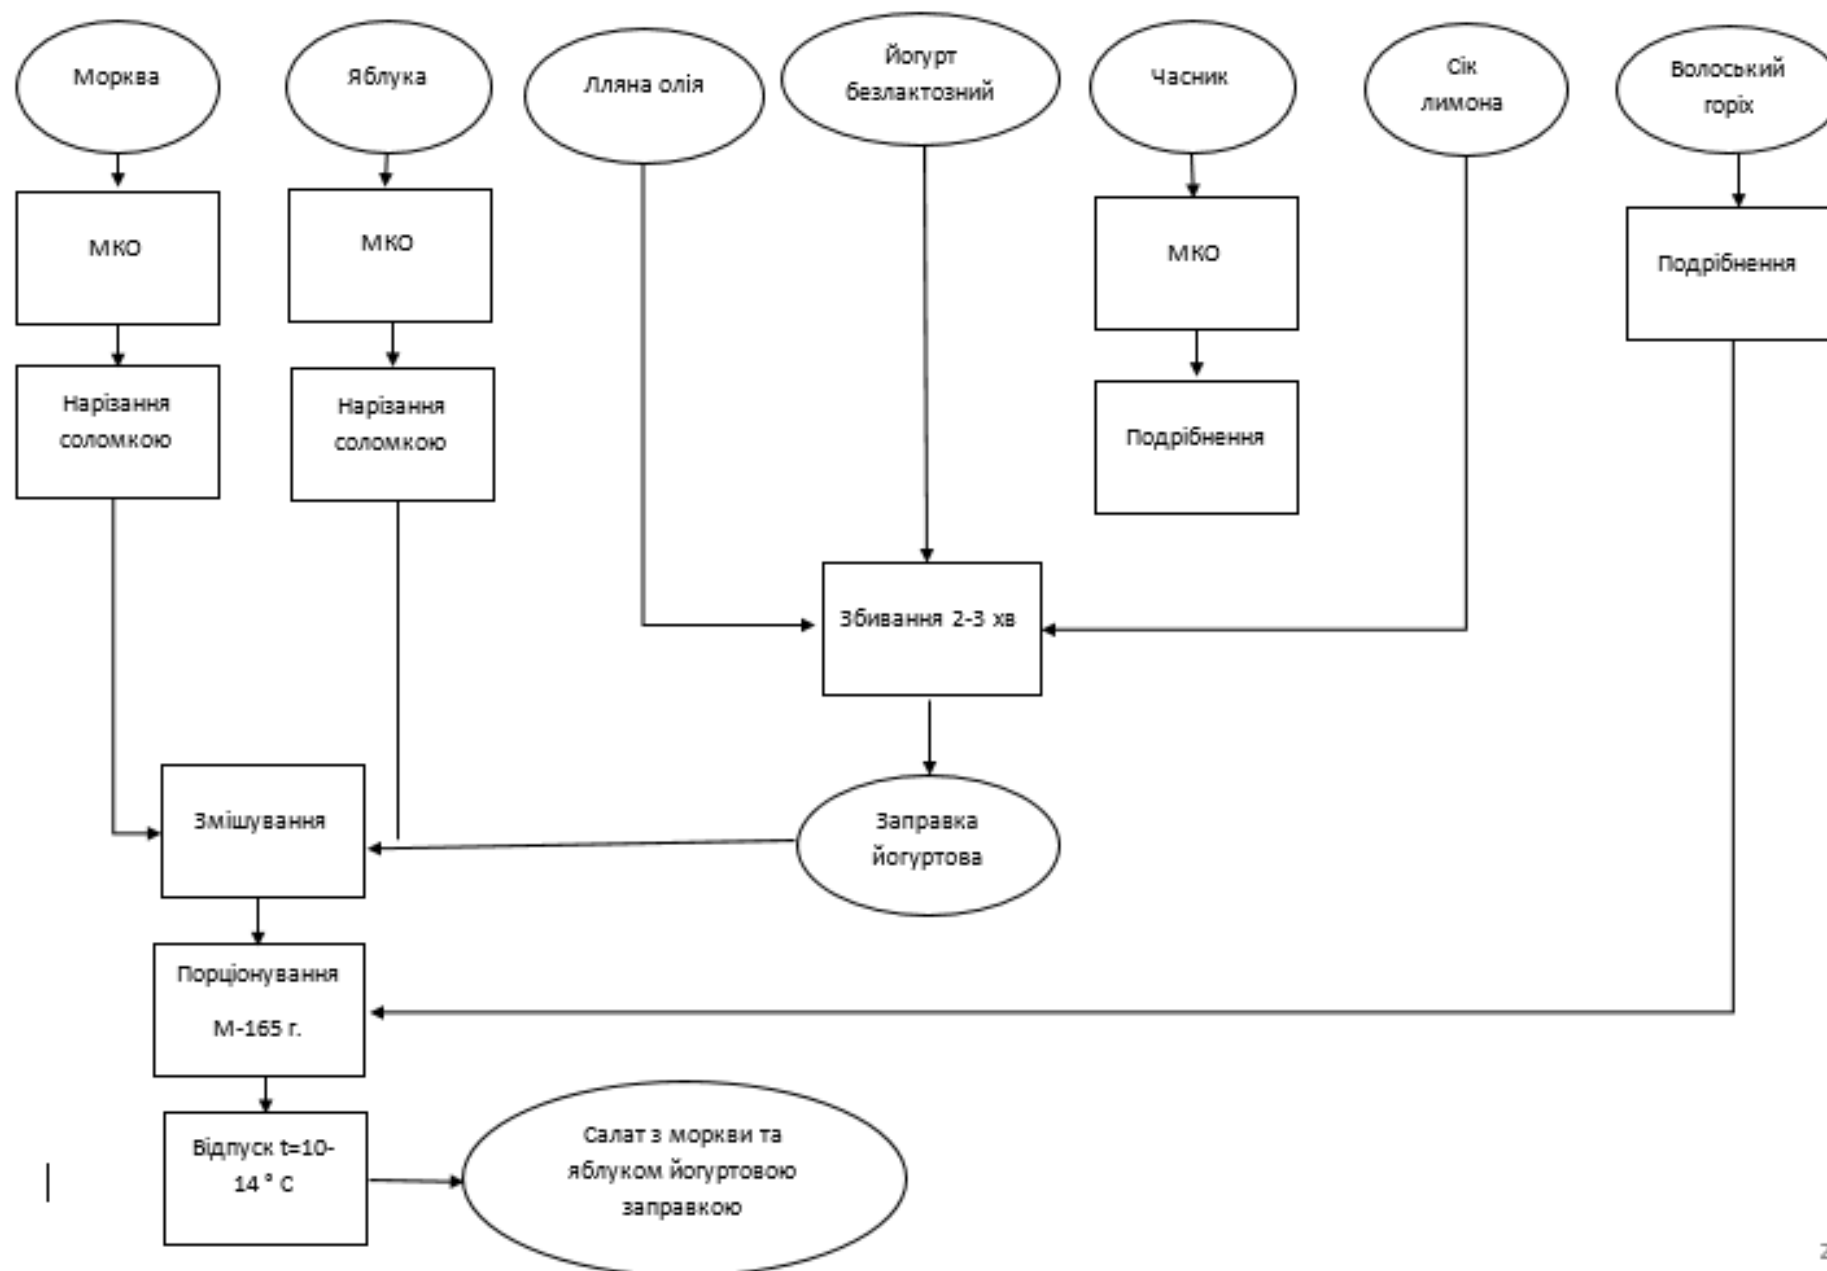 Морква
Яблука
Лляна олія
Йогурт
безлактозний
Часник
Сік
лимона
Волоський
горіх
МКО
МКО
МКО
Подрібнення
Нарізання
соломкою
Нарізання
соломкою
Подрібнення
Збивання 2-3 хв
Змішування
Заправка
йогуртова
Порціонування
М-165 г.
Відпуск t=10-
14 ° С
Салат з моркви та
яблуком йогуртовою
заправкою
2